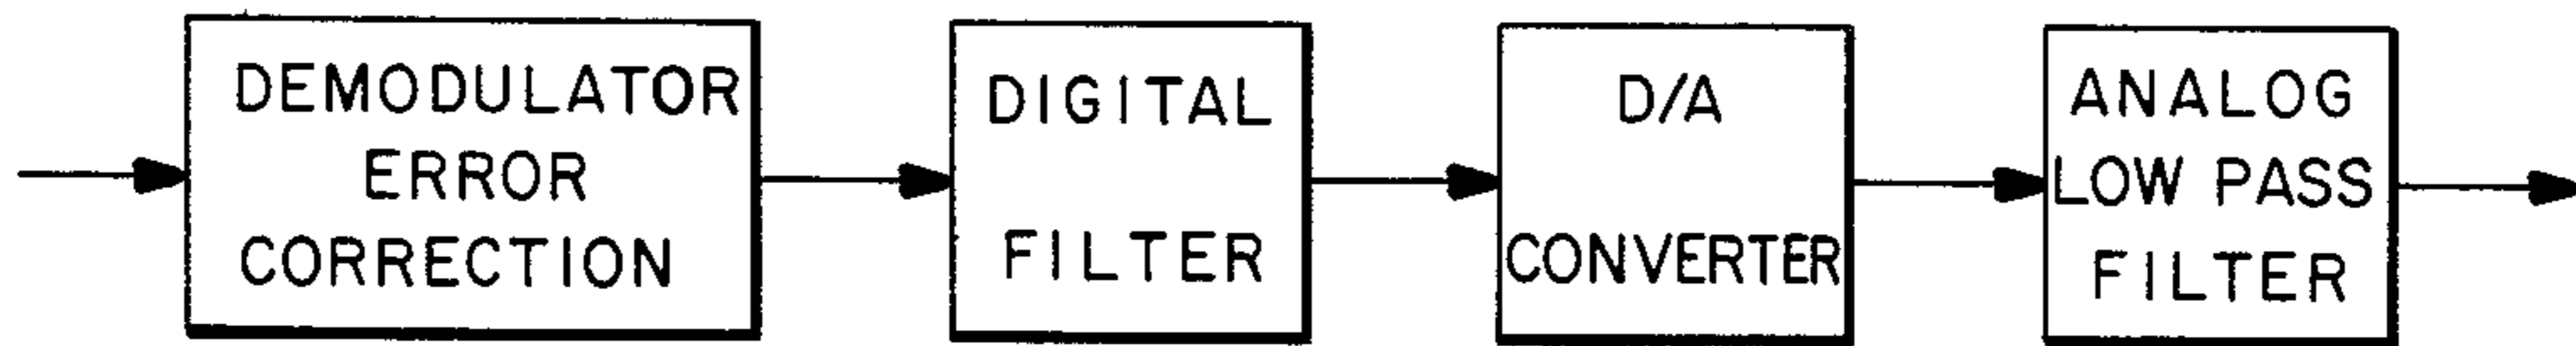 DEMODULATOR
ERROR
CORRECTION
DIGITAL
FILTER
D/A
CONVERTER
ANALOG
LOW PASS
FILTER